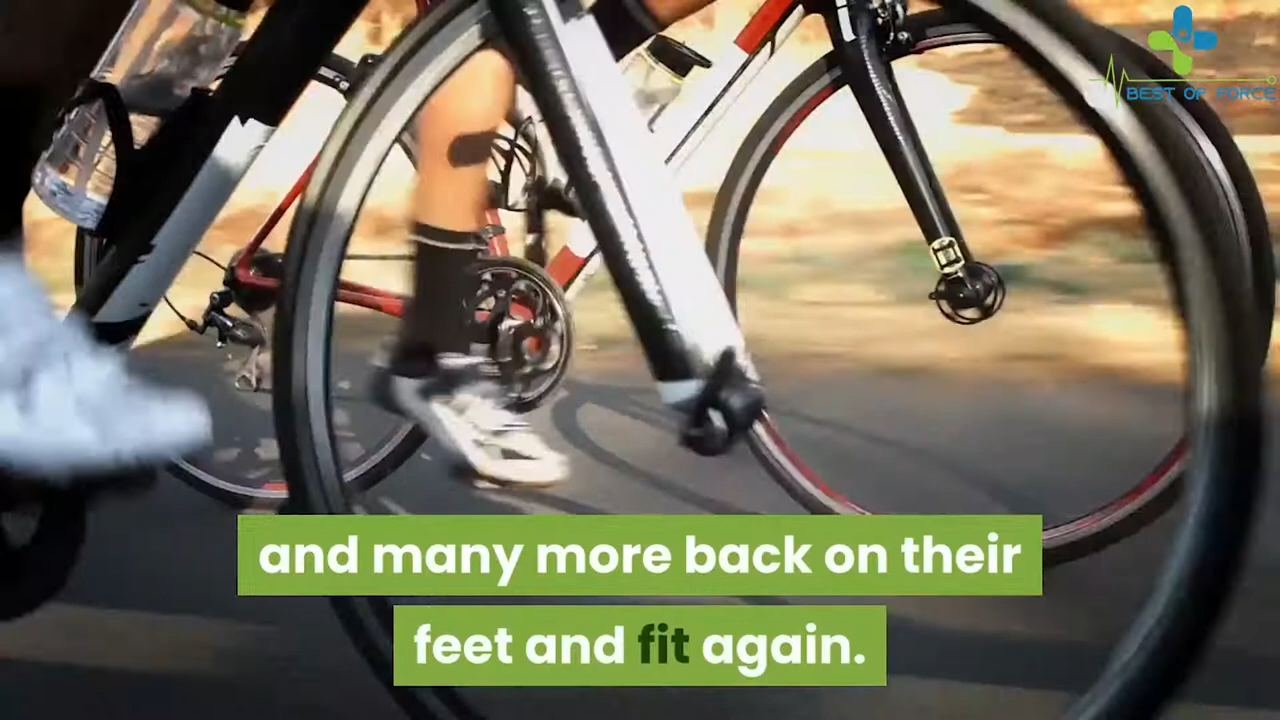 BEST OF FORCE
and many more back on their
feet and fit again.